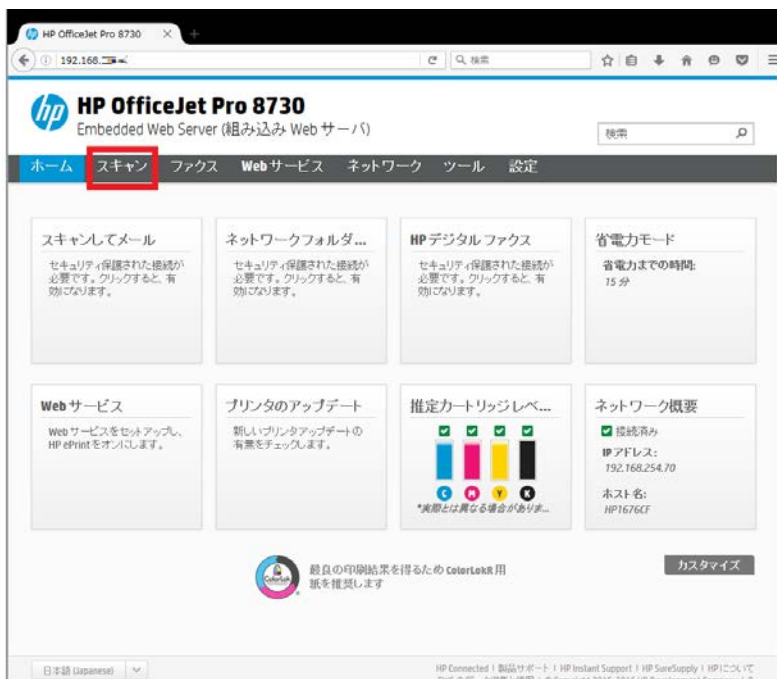 HP OfficeJet Pro 8730
192.168.
検索
hp
HP OfficeJet Pro 8730
Embedded Web Server (組み込み Web サーバ)
検索
ホーム スキャン ファクス Webサービス ネットワーク ツール 設定
スキャンしてメール
セキュリティ保護された接続が
必要です。クリックすると、有
効になります。
ネットワークフォルダ...
セキュリティ保護された接続が
必要です。クリックすると、有
効になります。
HP デジタル ファクス
セキュリティ保護された接続が
必要です。クリックすると、有
効になります。
省電力モード
省電力までの時間:
15 分
Web サービス
Web サービスをセットアップし、
HP ePrint をオンにします。
プリンタのアップデート
新しいプリンタアップデートの
有無をチェックします。
推定カートリッジレベ...
C M Y K
*実際とは異なる場合がありま...
ネットワーク概要
接続済み
IP アドレス:
192.168.254.70
ホスト名:
HP1676CF
ColorLok
最良の印刷結果を得るため ColorLokR 用
紙を推奨します
カスタマイズ
日本語 (Japanese)
HP Connected | 製品サポート | HP Instant Support | HP SureSupply | HP について